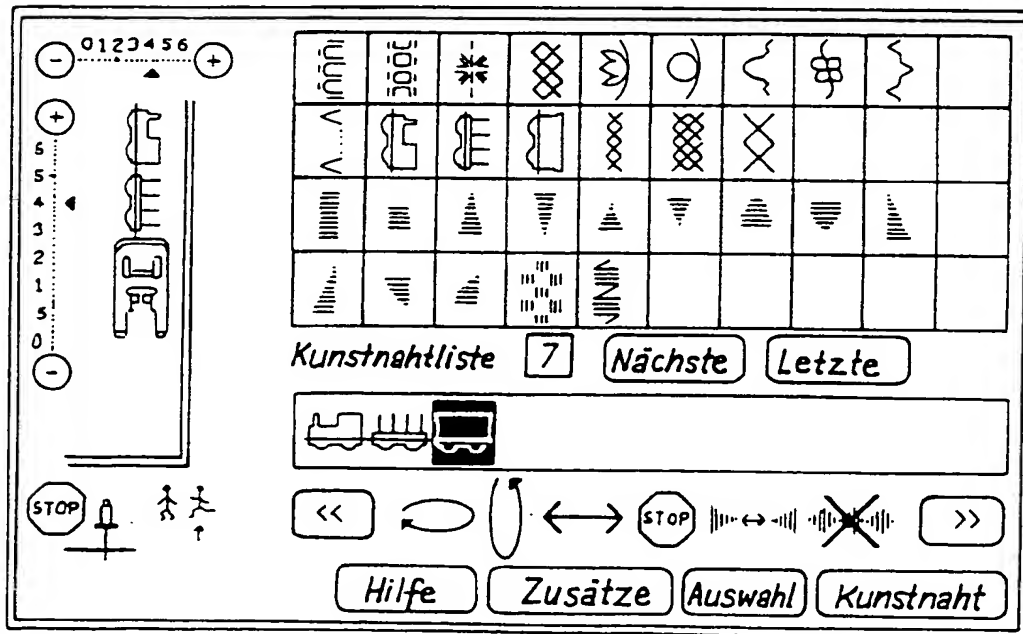 0123456
6
5
4
3
2
1
5
0
Kunstnahtliste 7 Nächste Letzte
STOP
<< STOP >>
Hilfe Zusätze Auswahl Kunstnaht